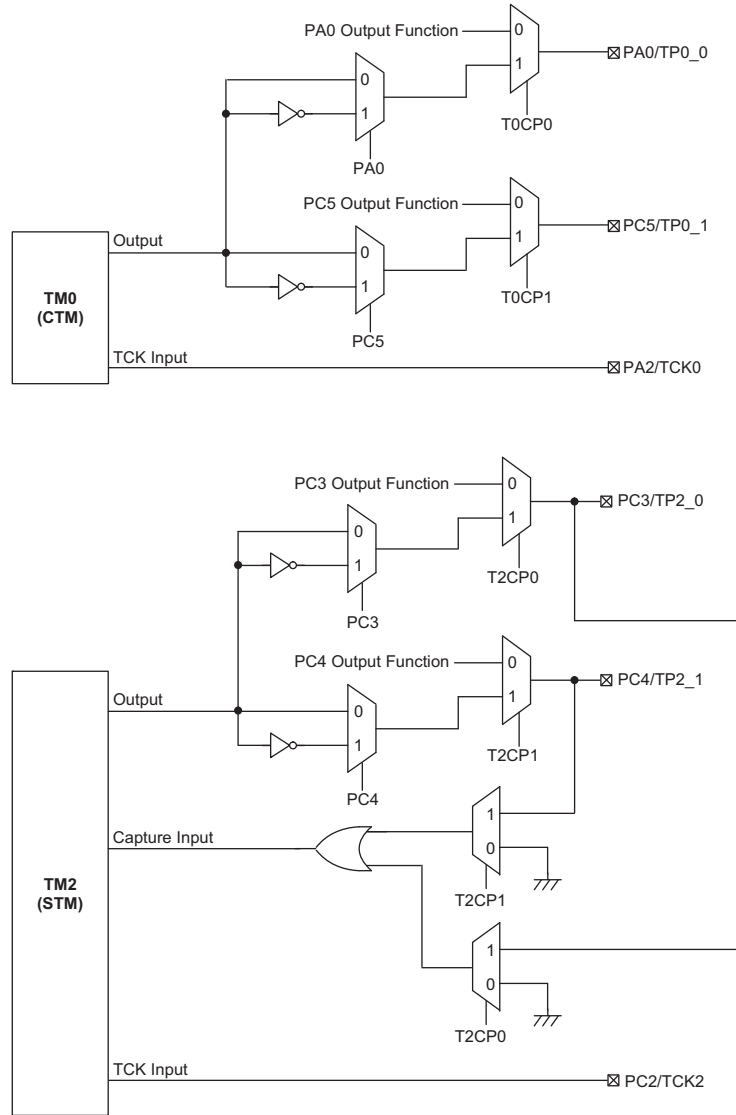 PA0 Output Function
0
1
PA0/TP0_0
0
1
T0CP0
PA0
PC5 Output Function
0
1
PC5/TP0_1
Output
0
1
T0CP1
TM0
(CTM)
PC5
TCK Input
PA2/TCK0
PC3 Output Function
0
1
PC3/TP2_0
0
1
T2CP0
PC3
PC4 Output Function
0
1
PC4/TP2_1
Output
0
1
T2CP1
PC4
Capture Input
1
0
T2CP1
TM2
(STM)
1
0
T2CP0
TCK Input
PC2/TCK2